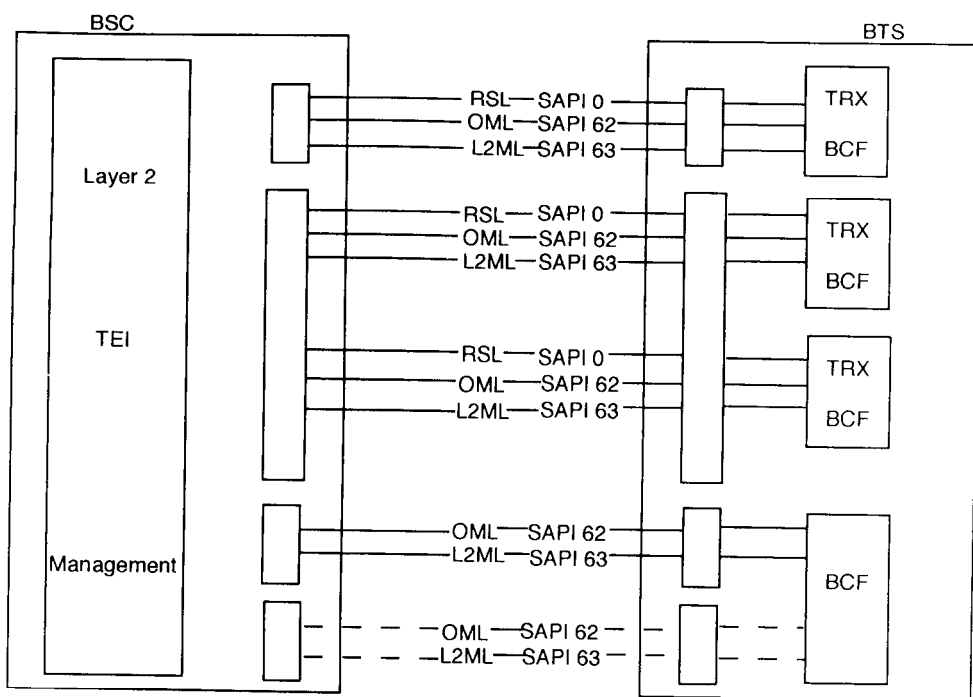 BSC
BTS
RSL SAPI 0
OML SAPI 62
L2ML SAPI 63
TRX
BCF
Layer 2
RSL SAPI 0
OML SAPI 62
L2ML SAPI 63
TRX
BCF
TEI
RSL SAPI 0
OML SAPI 62
L2ML SAPI 63
TRX
BCF
OML SAPI 62
L2ML SAPI 63
Management
BCF
OML SAPI 62
L2ML SAPI 63